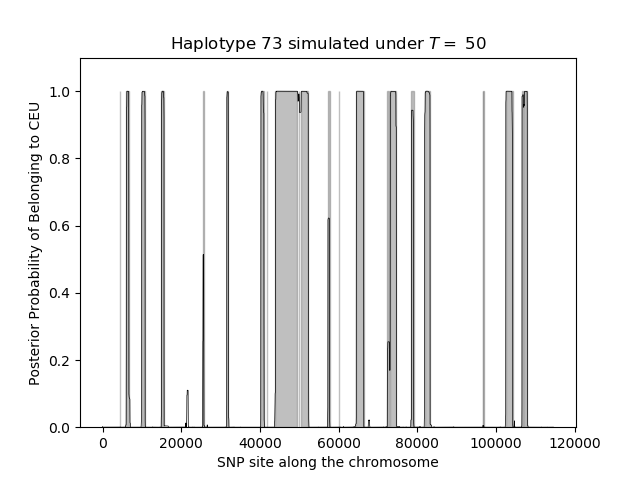 Haplotype 73 simulated under T = 50
Posterior Probability of Belonging to CEU
1.0
0.8
0.6
0.4
0.2
0.0
0 20000 40000 60000 80000 100000 120000
SNP site along the chromosome